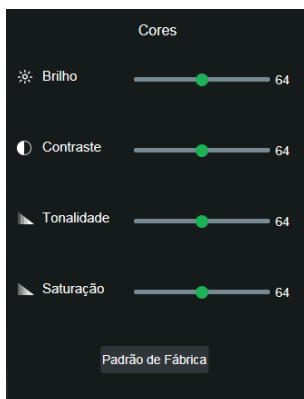 Cores
Brilho 64
Contraste 64
Tonalidade 64
Saturação 64
Padrão de Fábrica